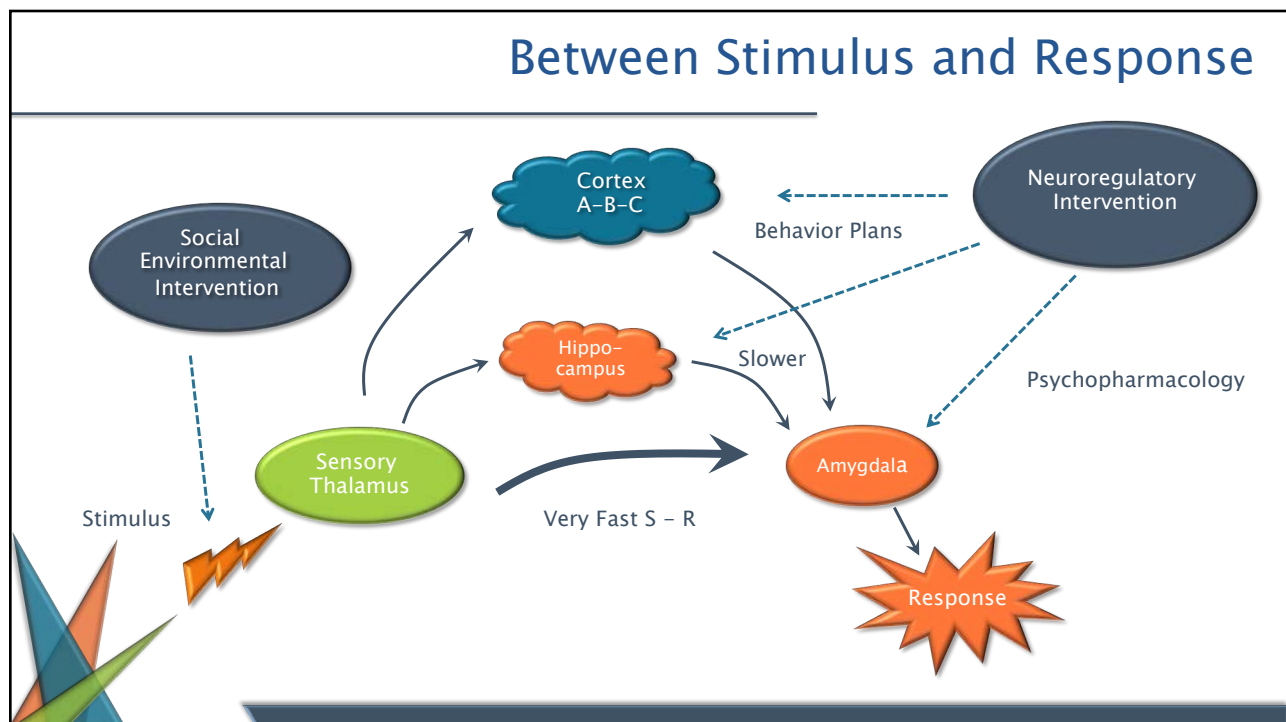 Between Stimulus and Response
Cortex
A-B-C
Neuroregulatory
Intervention
Behavior Plans
Social
Environmental
Intervention
Hippo-
campus
Slower
Psychopharmacology
Sensory
Thalamus
Amygdala
Stimulus
Very Fast S - R
Response